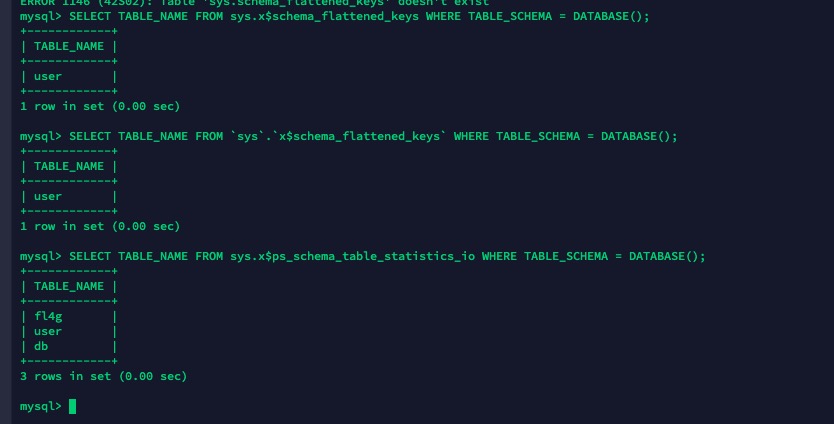 ERROR 1146 (42S02): Table 'sys.schema_flattened_keys' doesn't exist
mysql> SELECT TABLE_NAME FROM sys.x$schema_flattened_keys WHERE TABLE_SCHEMA = DATABASE();
+------------+
| TABLE_NAME |
+------------+
| user       |
+------------+
1 row in set (0.00 sec)

mysql> SELECT TABLE_NAME FROM `sys`.`x$schema_flattened_keys` WHERE TABLE_SCHEMA = DATABASE();
+------------+
| TABLE_NAME |
+------------+
| user       |
+------------+
1 row in set (0.00 sec)

mysql> SELECT TABLE_NAME FROM sys.x$ps_schema_table_statistics_io WHERE TABLE_SCHEMA = DATABASE();
+------------+
| TABLE_NAME |
+------------+
| fl4g       |
| user       |
| db         |
+------------+
3 rows in set (0.00 sec)

mysql>